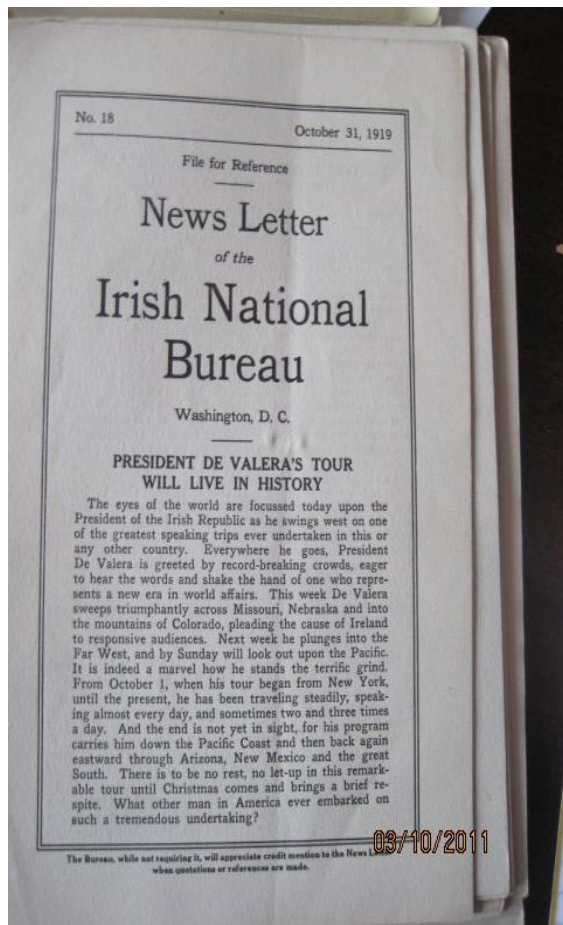 No. 18
October 31, 1919
File for Reference
News Letter
of the
Irish National
Bureau
Washington, D. C.
PRESIDENT DE VALERA'S TOUR
WILL LIVE IN HISTORY
The eyes of the world are focussed today upon the
President of the Irish Republic as he swings west on one
of the greatest speaking trips ever undertaken in this or
any other country. Everywhere he goes, President
De Valera is greeted by record-breaking crowds, eager
to hear the words and shake the hand of one who repre-
sents a new era in world affairs. This week De Valera
sweeps triumphantly across Missouri, Nebraska and into
the mountains of Colorado, pleading the cause of Ireland
to responsive audiences. Next week he plunges into the
Far West, and by Sunday will look out upon the Pacific.
It is indeed a marvel how he stands the terrific grind.
From October 1, when his tour began from New York,
until the present, he has been traveling steadily, speak-
ing almost every day, and sometimes two and three times
a day. And the end is not yet in sight, for his program
carries him down the Pacific Coast and then back again
eastward through Arizona, New Mexico and the great
South. There is to be no rest, no let-up in this remark-
able tour until Christmas comes and brings a brief re-
spite. What other man in America ever embarked on
such a tremendous undertaking?
03/10/2011
The Bureau, while not requiring it, will appreciate credit mention to the News
when quotations or references are made.